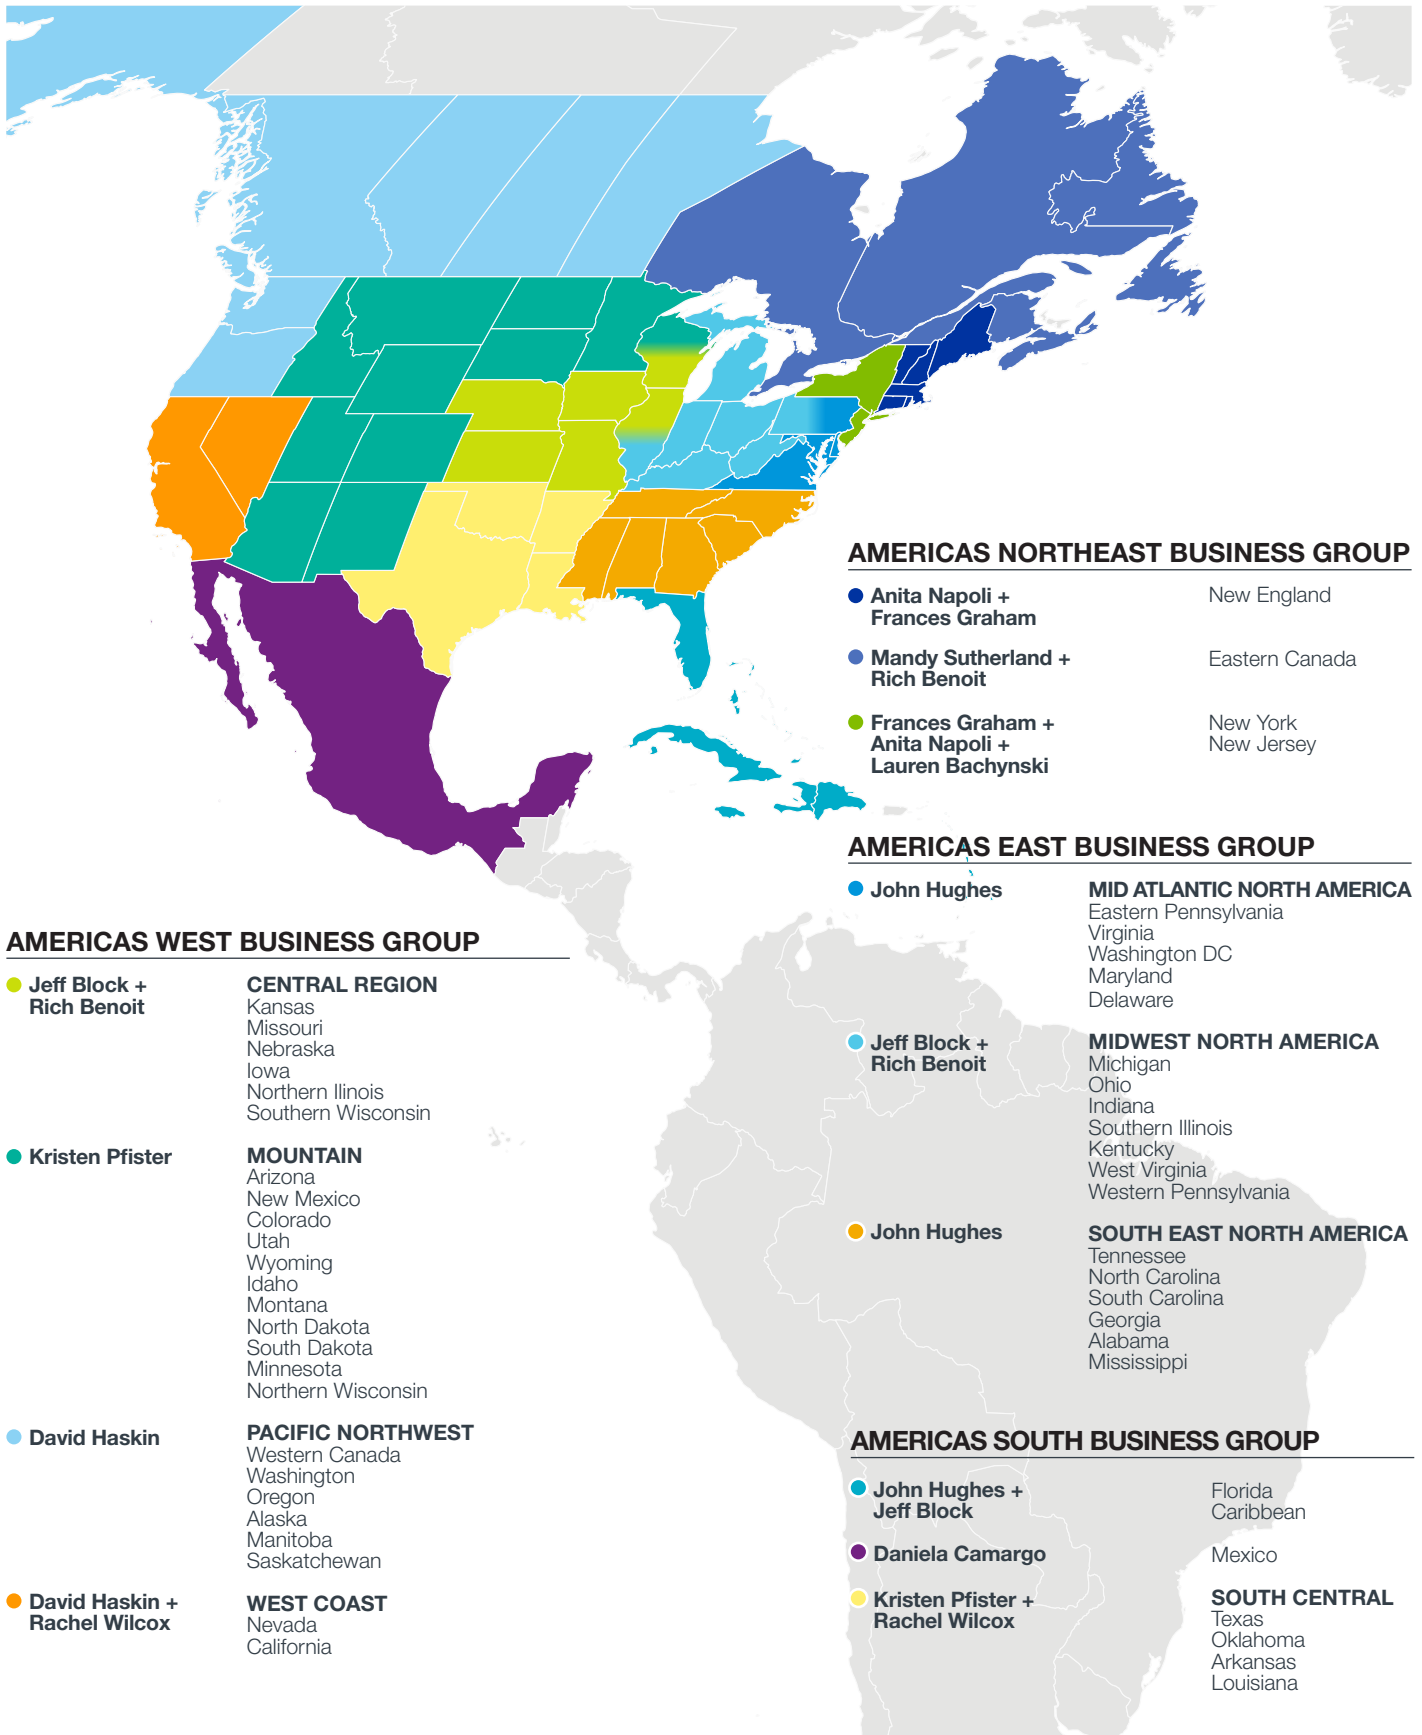 AMERICAS NORTHEAST BUSINESS GROUP
Anita Napoli +
Frances Graham
New England
Mandy Sutherland +
Rich Benoit
Eastern Canada
Frances Graham +
Anita Napoli +
Lauren Bachynski
New York
New Jersey
AMERICAS EAST BUSINESS GROUP
John Hughes
MID ATLANTIC NORTH AMERICA
Eastern Pennsylvania
Virginia
Washington DC
Maryland
Delaware
Jeff Block +
Rich Benoit
MIDWEST NORTH AMERICA
Michigan
Ohio
Indiana
Southern Illinois
Kentucky
West Virginia
Western Pennsylvania
John Hughes
SOUTH EAST NORTH AMERICA
Tennessee
North Carolina
South Carolina
Georgia
Alabama
Mississippi
AMERICAS WEST BUSINESS GROUP
Jeff Block +
Rich Benoit
CENTRAL REGION
Kansas
Missouri
Nebraska
Iowa
Northern Ilinois
Southern Wisconsin
Kristen Pfister
MOUNTAIN
Arizona
New Mexico
Colorado
Utah
Wyoming
Idaho
Montana
North Dakota
South Dakota
Minnesota
Northern Wisconsin
David Haskin
PACIFIC NORTHWEST
Western Canada
Washington
Oregon
Alaska
Manitoba
Saskatchewan
David Haskin +
Rachel Wilcox
WEST COAST
Nevada
California
AMERICAS SOUTH BUSINESS GROUP
John Hughes +
Jeff Block
Florida
Caribbean
Daniela Camargo
Mexico
Kristen Pfister +
Rachel Wilcox
SOUTH CENTRAL
Texas
Oklahoma
Arkansas
Louisiana